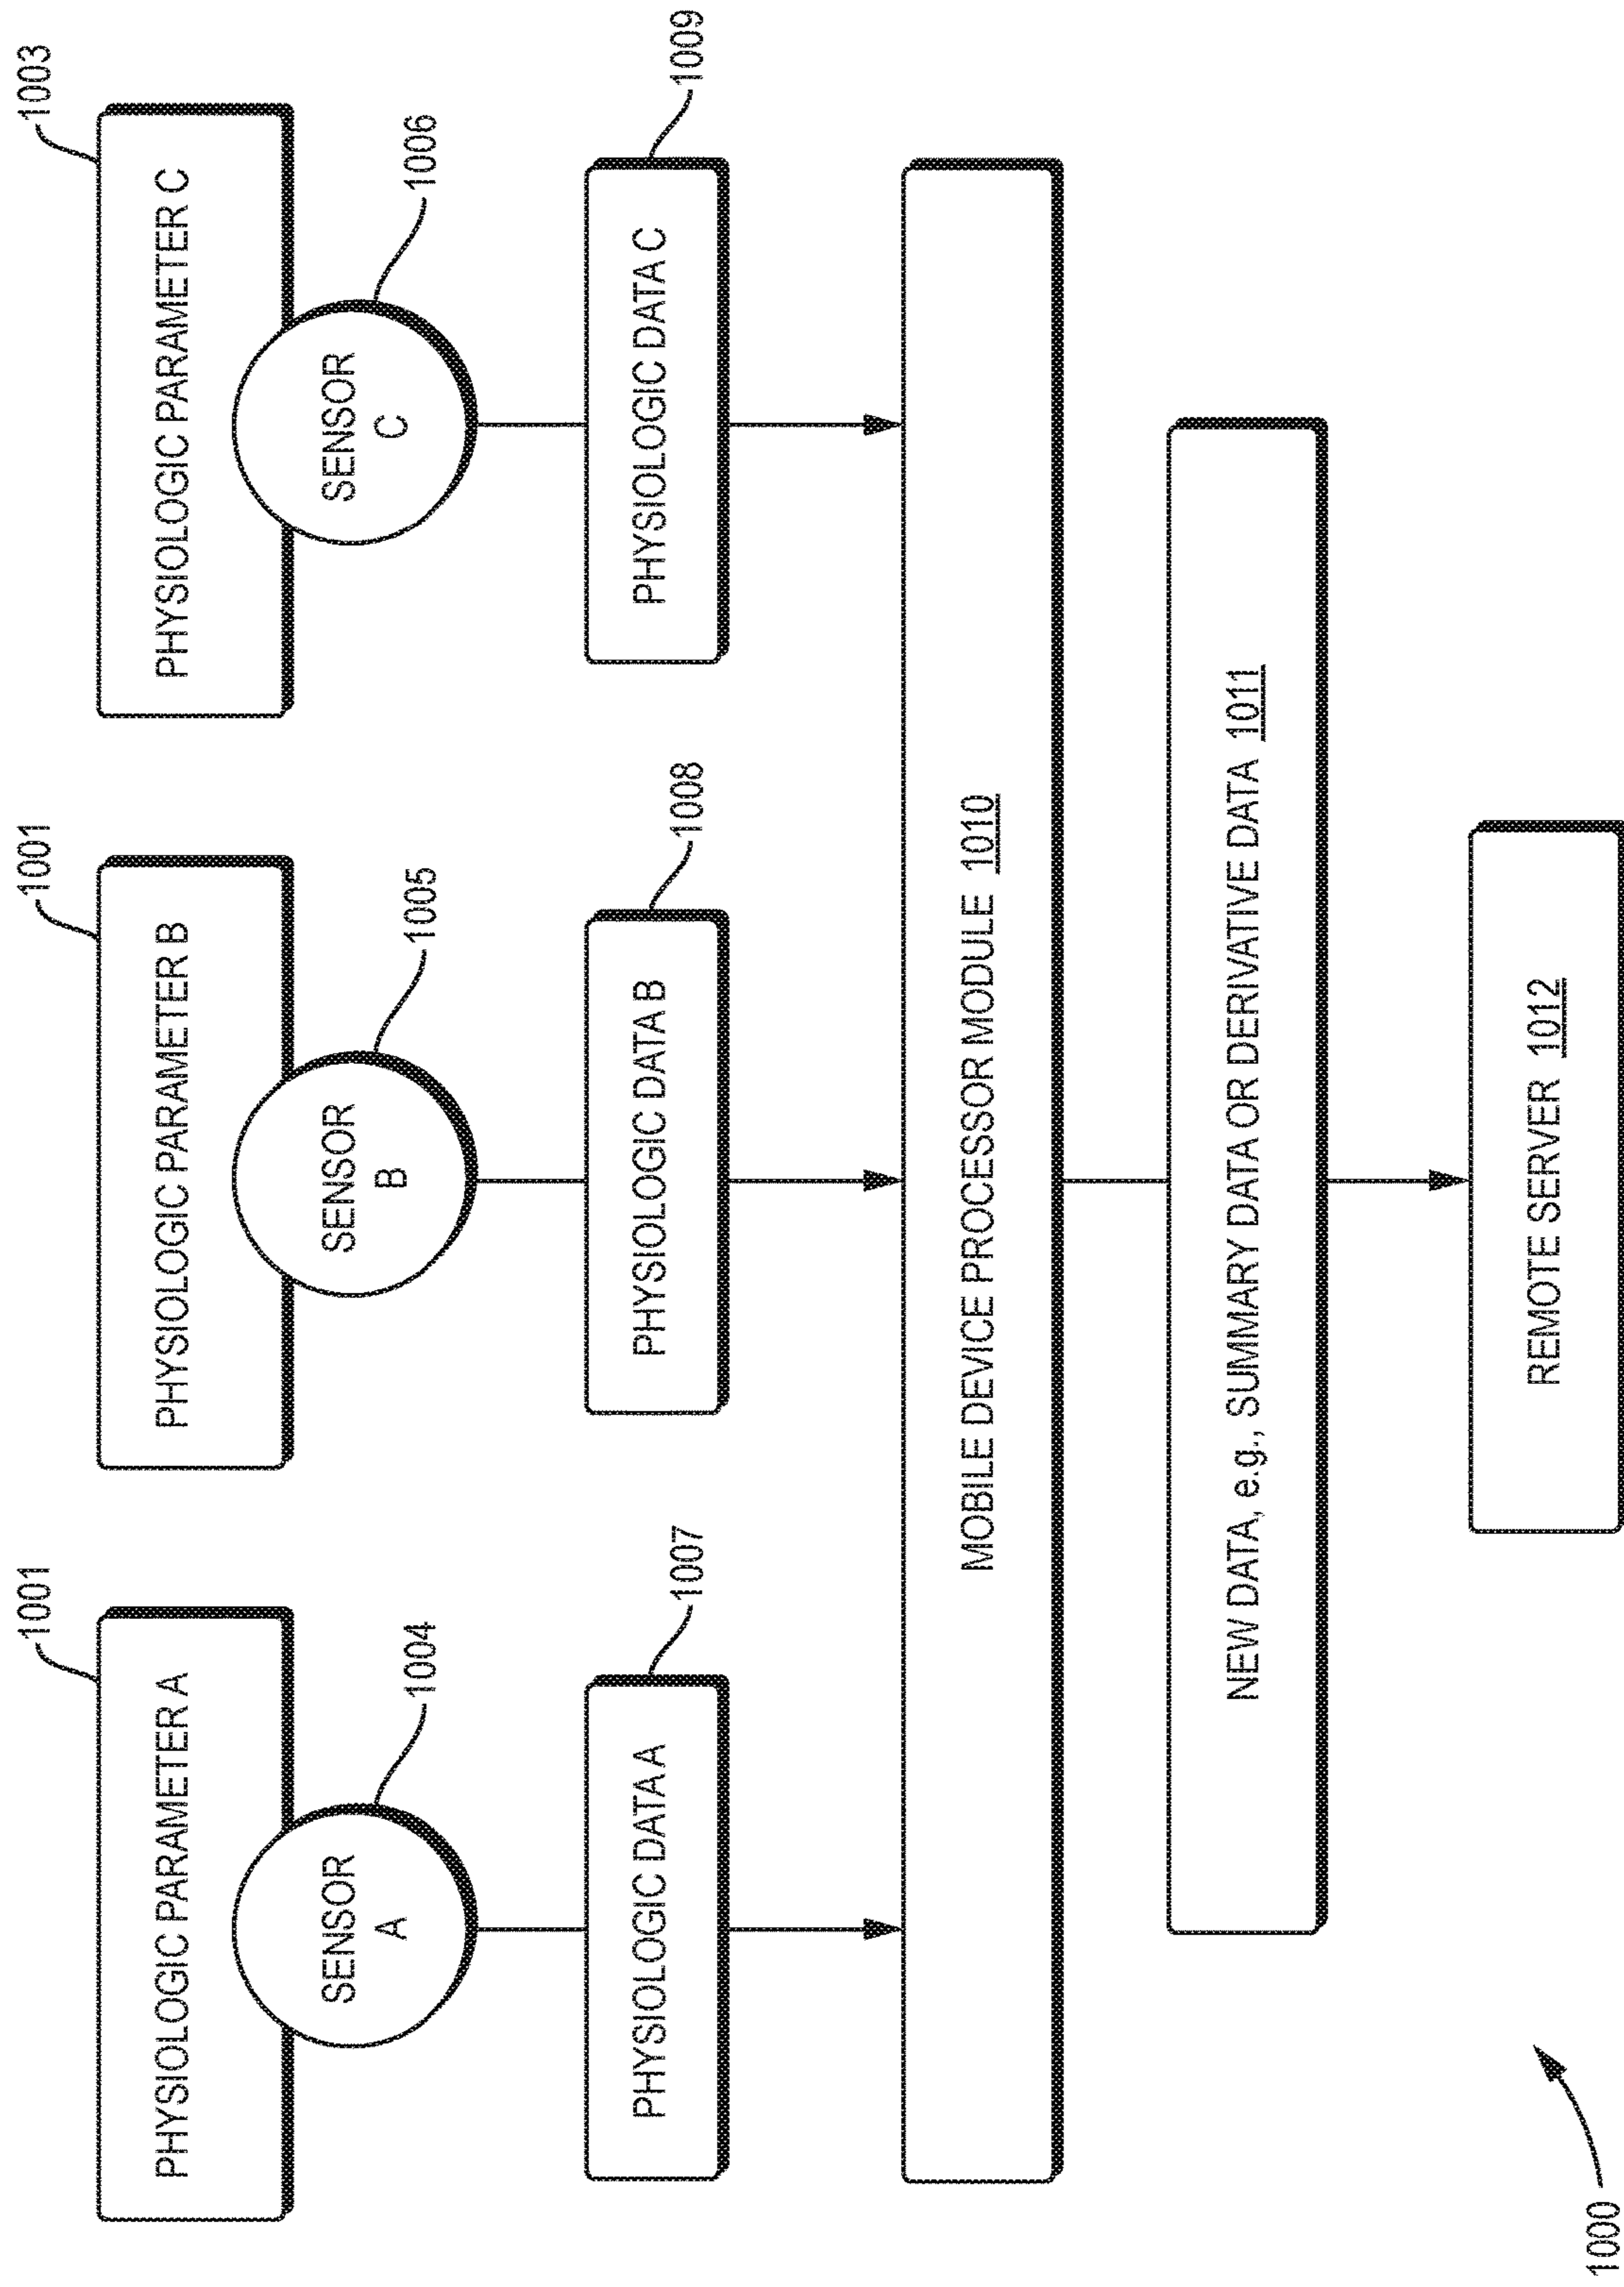 1001
1001
1003
PHYSIOLOGIC PARAMETER A
PHYSIOLOGIC PARAMETER B
PHYSIOLOGIC PARAMETER C
SENSOR
A
1004
SENSOR
B
1005
SENSOR
C
1006
PHYSIOLOGIC DATA A
1007
PHYSIOLOGIC DATA B
1008
PHYSIOLOGIC DATA C
1009
MOBILE DEVICE PROCESSOR MODULE 1010
NEW DATA, e.g., SUMMARY DATA OR DERIVATIVE DATA 1011
REMOTE SERVER 1012
1000